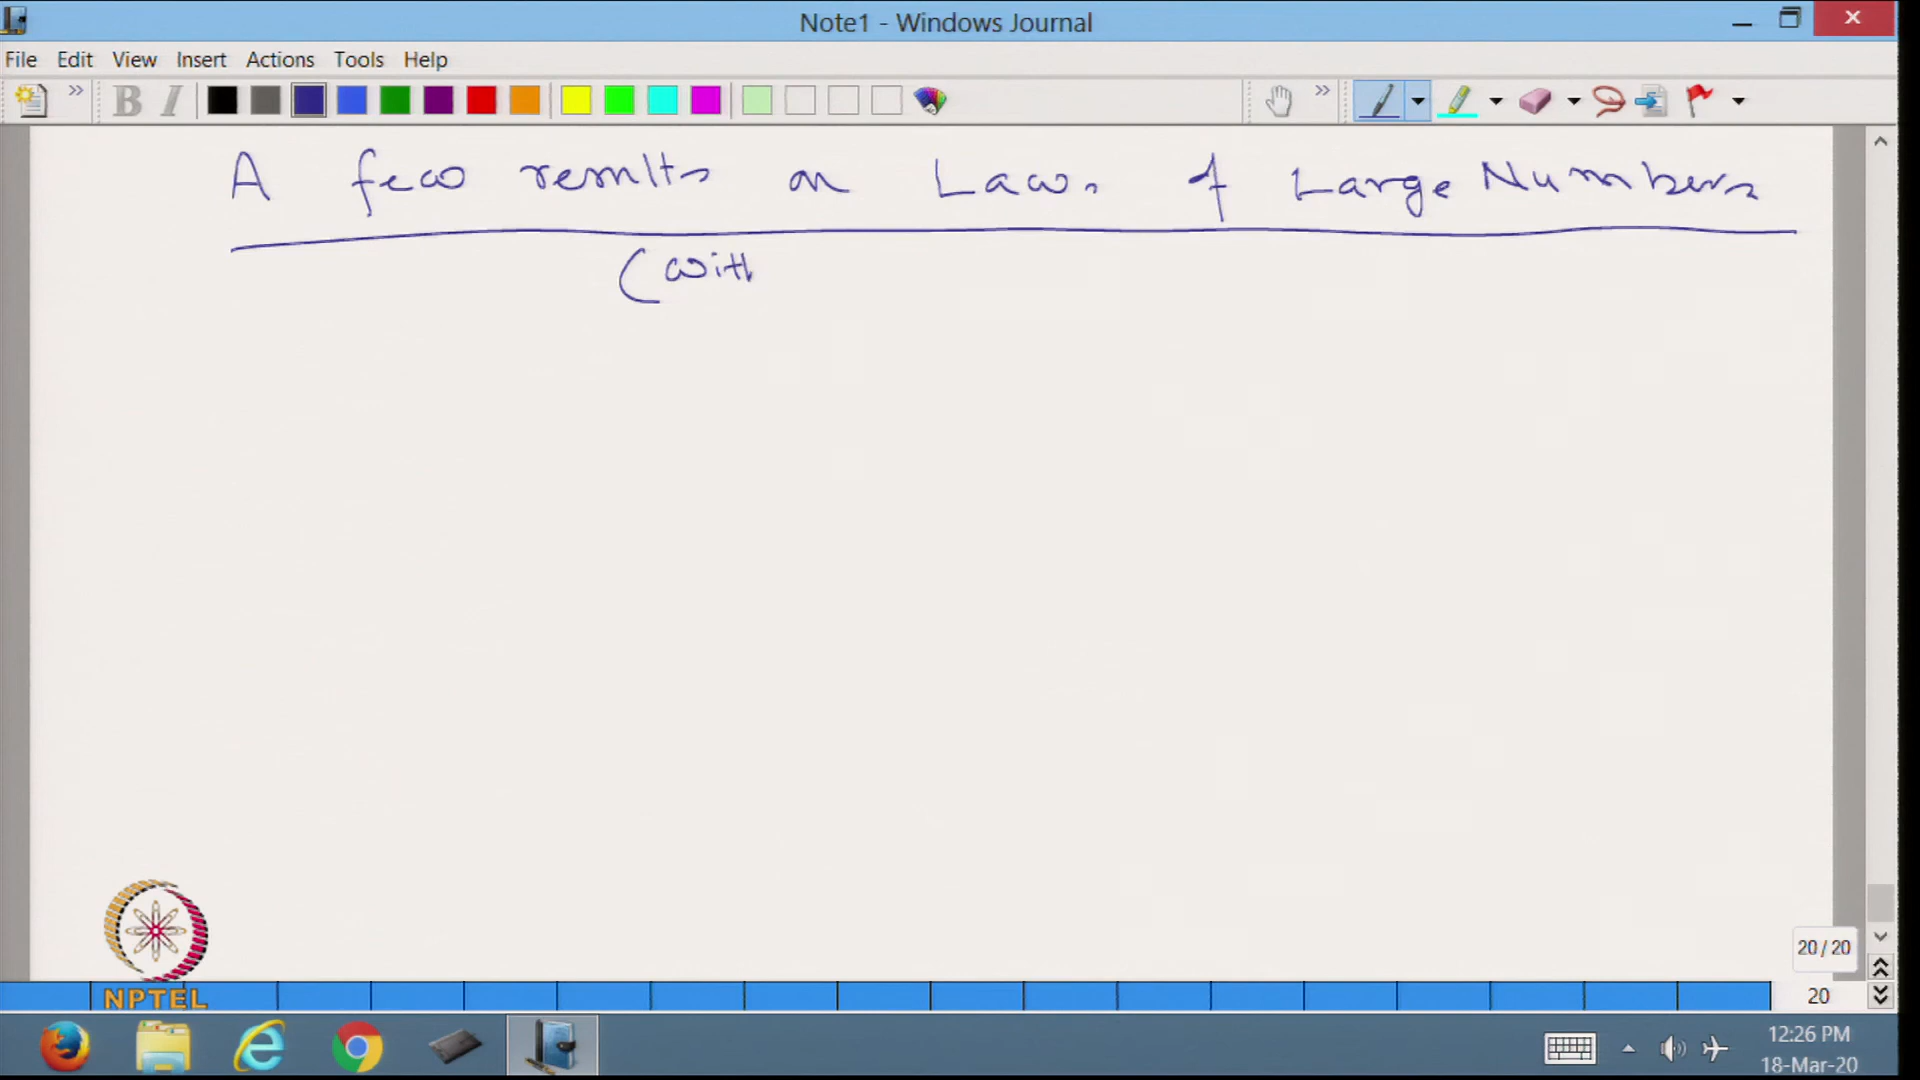 Note1 - Windows Journal
File Edit View Insert Actions Tools Help
B I
A few results on Laws of Large Numbers
(with
20 / 20
20
NPTEL
12:26 PM
18-Mar-20